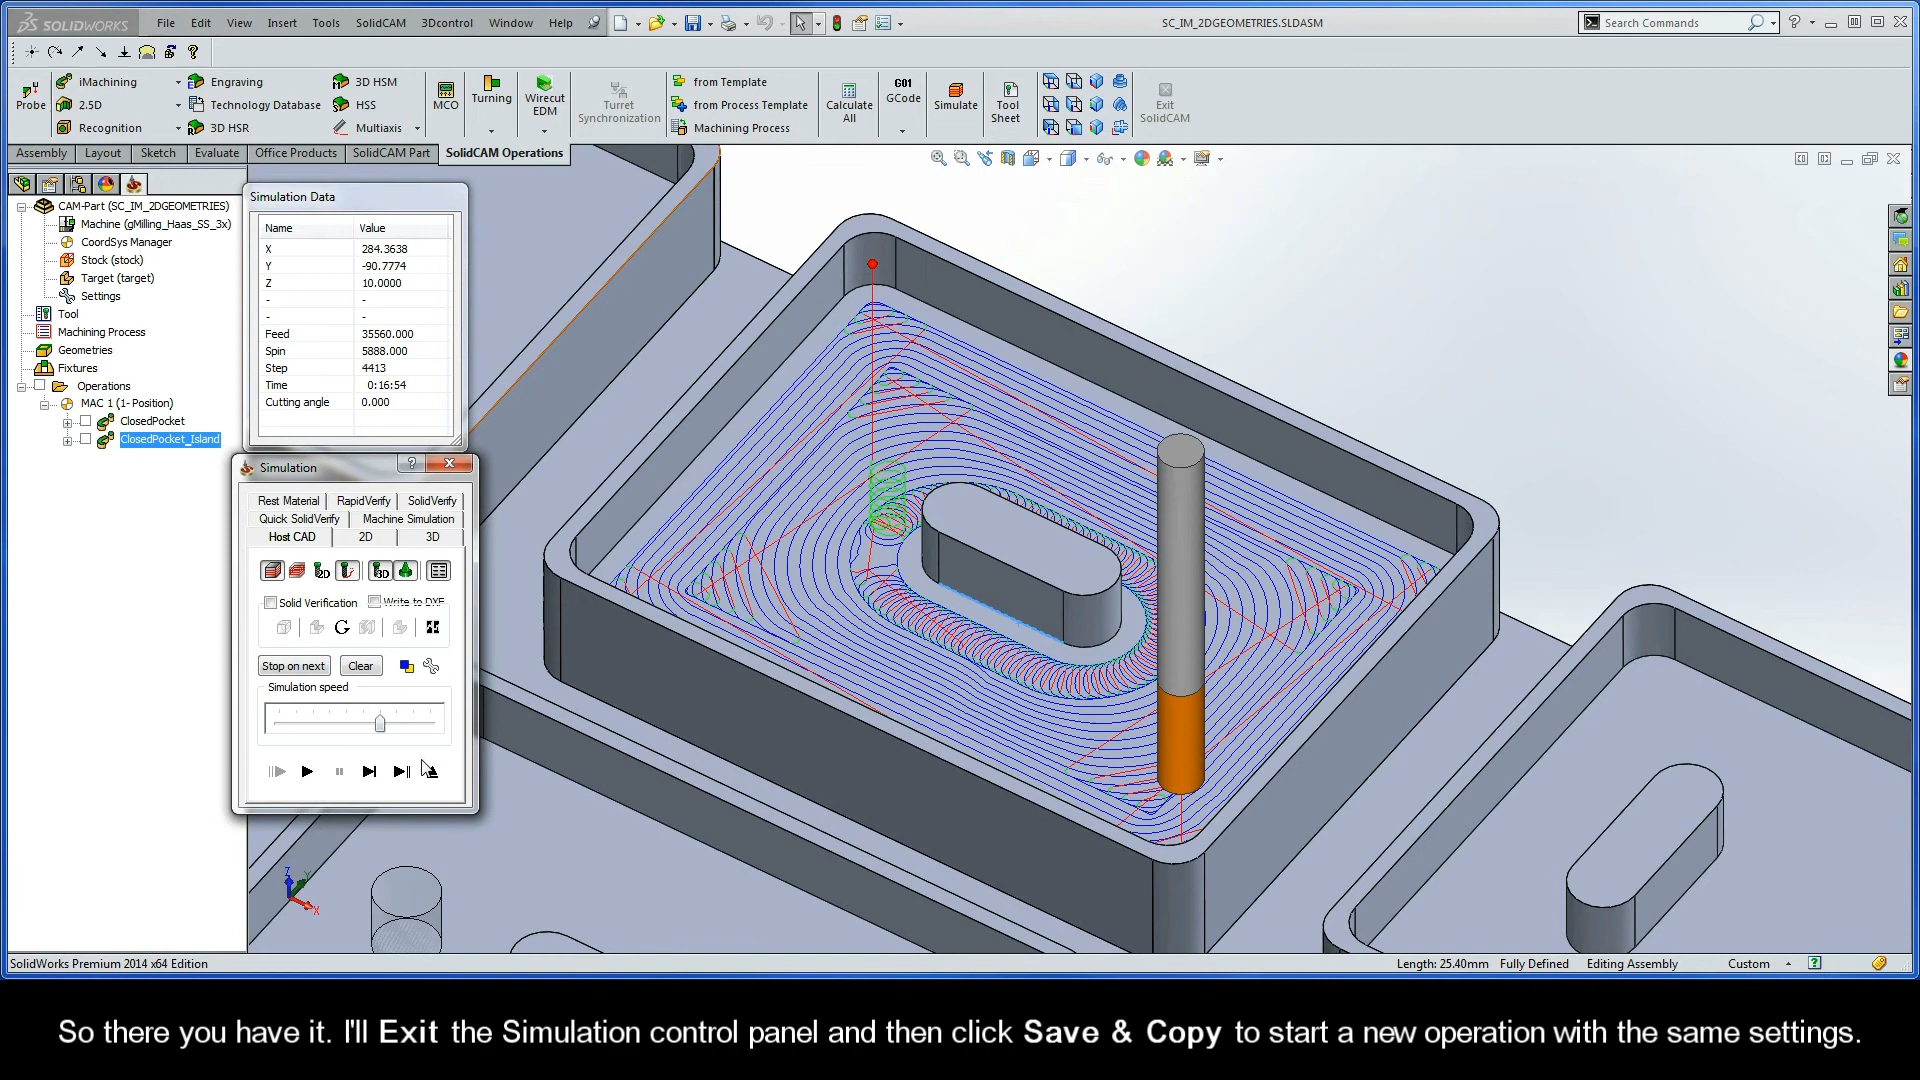 SOLIDWORKS
File Edit View Insert Tools SolidCAM 3Dcontrol Window Help
SC_IM_2DGEOMETRIES.SLDASM
Search Commands
Probe
iMachining
2.5D
Recognition
Engraving
Technology Database
3D HSR
3D HSM
HSS
Multiaxis
MCO
Turning
Wirecut
EDM
Turret
Synchronization
from Template
from Process Template
Machining Process
Calculate
All
G01
GCode
Simulate
Tool
Sheet
Exit
SolidCAM
Assembly Layout Sketch Evaluate Office Products SolidCAM Part SolidCAM Operations
CAM-Part (SC_IM_2DGEOMETRIES)
Machine (gMilling_Haas_SS_3x)
CoordSys Manager
Stock (stock)
Target (target)
Settings
Tool
Machining Process
Geometries
Fixtures
Operations
MAC 1 (1- Position)
ClosedPocket
ClosedPocket_Island
Simulation Data
Name Value
X 284.3638
Y -90.7774
Z 10.0000
- -
- -
Feed 35560.000
Spin 5888.000
Step 4413
Time 0:16:54
Cutting angle 0.000
Simulation
Rest Material RapidVerify SolidVerify
Quick SolidVerify Machine Simulation
Host CAD 2D 3D
2D
3D
Solid Verification Write to DXF
Stop on next Clear
Simulation speed
Z
Y
X
SolidWorks Premium 2014 x64 Edition
Length: 25.40mm Fully Defined Editing Assembly Custom
So there you have it. I'll Exit the Simulation control panel and then click Save & Copy to start a new operation with the same settings.